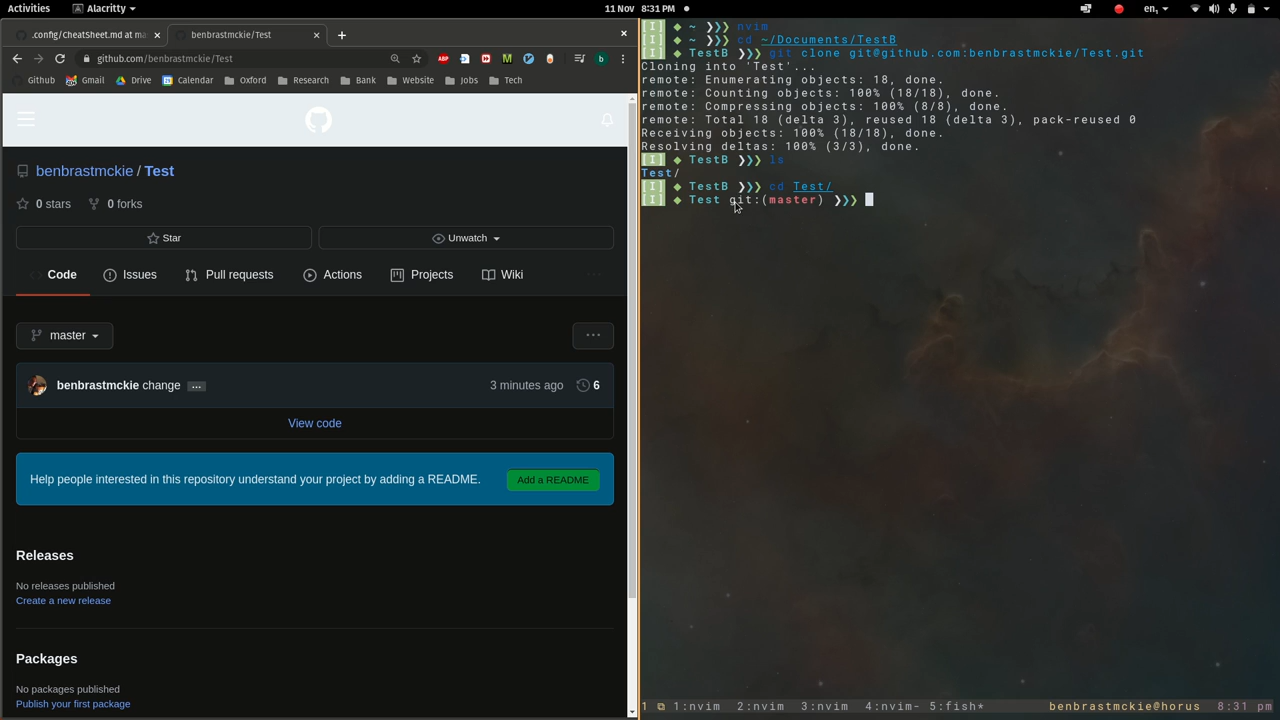 Activities
Alacritty
11 Nov 8:31 PM
en₁
.config/CheatSheet.md at ma
benbrastmckie/Test
github.com/benbrastmckie/Test
Github
Gmail
Drive
Calendar
Oxford
Research
Bank
Website
Jobs
Tech
benbrastmckie / Test
0 stars
0 forks
Star
Unwatch
Code
Issues
Pull requests
Actions
Projects
Wiki
master
benbrastmckie change ...
3 minutes ago
6
View code
Help people interested in this repository understand your project by adding a README.
Add a README
Releases
No releases published
Create a new release
Packages
No packages published
Publish your first package
[I] ◆ ~ ❯❯❯ nvim
[I] ◆ ~ ❯❯❯ cd ~/Documents/TestB
[I] ◆ TestB ❯❯❯ git clone git@github.com:benbrastmckie/Test.git
Cloning into 'Test'...
remote: Enumerating objects: 18, done.
remote: Counting objects: 100% (18/18), done.
remote: Compressing objects: 100% (8/8), done.
remote: Total 18 (delta 3), reused 18 (delta 3), pack-reused 0
Receiving objects: 100% (18/18), done.
Resolving deltas: 100% (3/3), done.
[I] ◆ TestB ❯❯❯ ls
Test/
[I] ◆ TestB ❯❯❯ cd Test/
[I] ◆ Test git:(master) ❯❯❯
1 1:nvim 2:nvim 3:nvim 4:nvim- 5:fish*
benbrastmckie@horus 8:31 pm